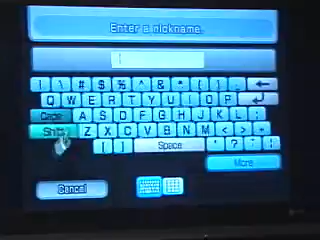 Enter a nickname.
! \ # $ % ^ & * ( ) _ ←
Q W E R T Y U I O P ↵
Caps A S D F G H J K L :
Shift Z X C V B N M < > 
[ ] Space ' ? " !
More
Cancel